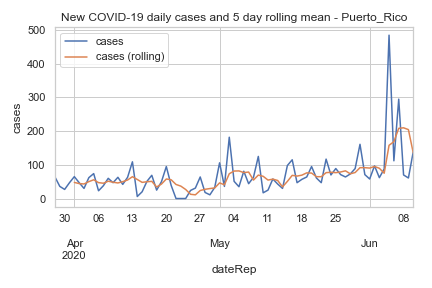 New COVID-19 daily cases and 5 day rolling mean - Puerto_Rico
cases
cases (rolling)
500
400
300
200
100
0
cases
30 06 13 20 27 04 11 18 25 08
Apr May Jun
2020
dateRep